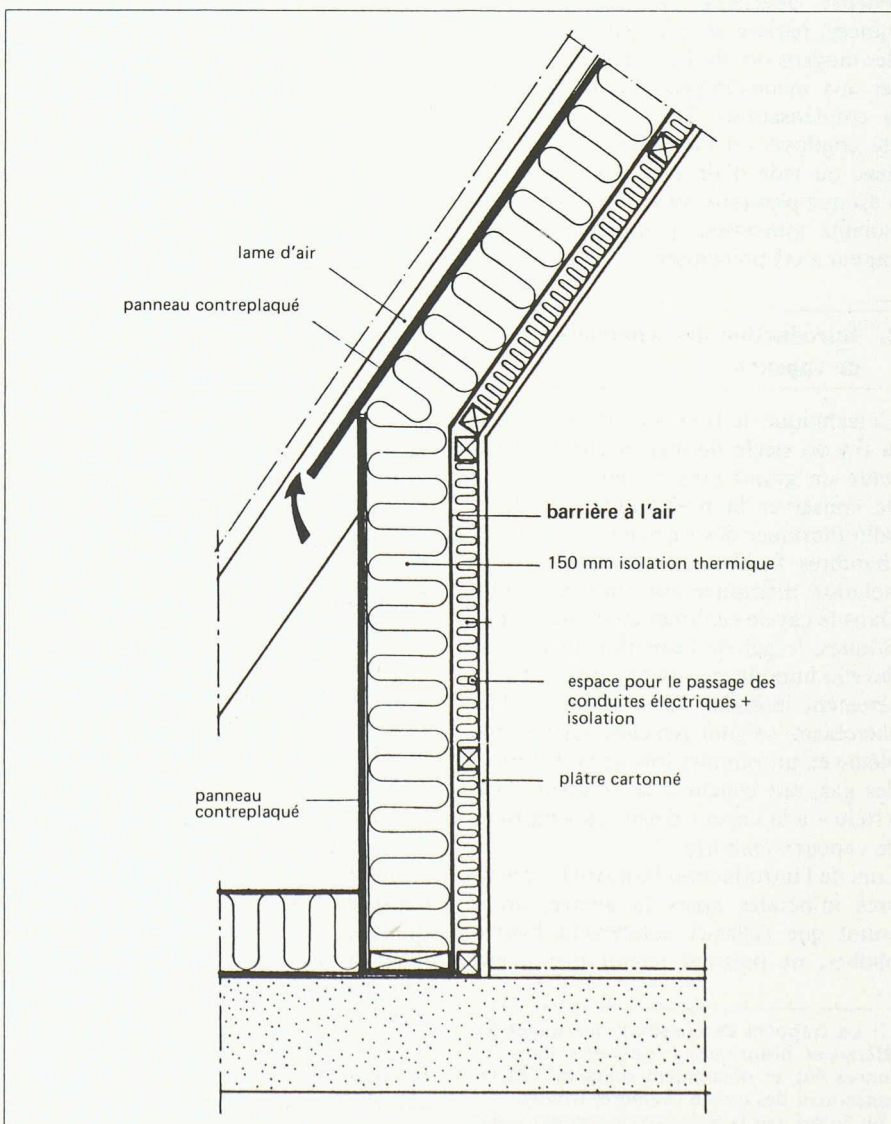 lame d'air
panneau contreplaqué
barrière à l'air
150 mm isolation thermique
espace pour le passage des
conduites électriques +
isolation
plâtre cartonné
panneau
contreplaqué